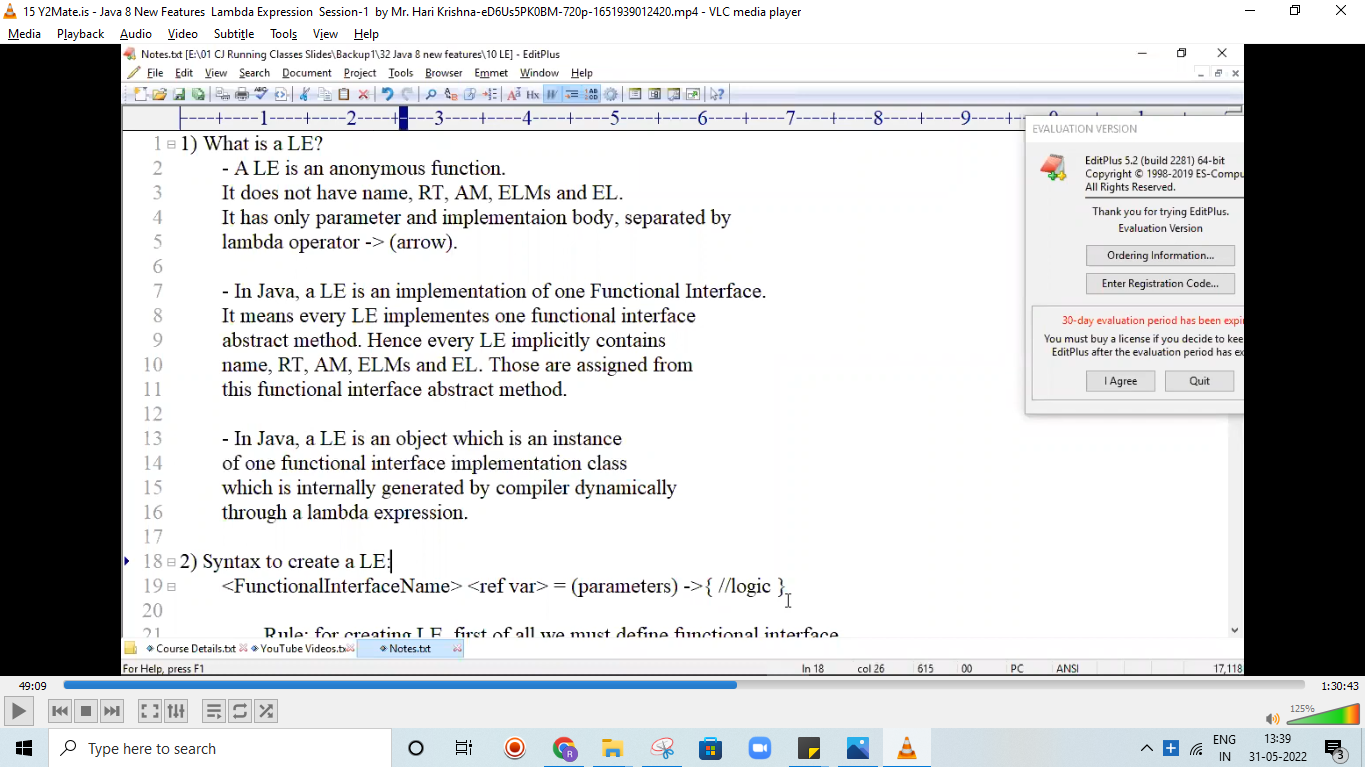 15 Y2Mate.is - Java 8 New Features Lambda Expression Session-1 by Mr. Hari Krishna-eD6Us5PK0BM-720p-1651939012420.mp4 - VLC media player
Media Playback Audio Video Subtitle Tools View Help
Notes.txt [E:\01 CJ Running Classes Slides\Backup1\32 Java 8 new features\10 LE] - EditPlus
File Edit View Search Document Project Tools Browser Emmet Window Help
----+----1----+----2----+----3----+----4----+----5----+----6----+----7----+----8----+----9----+
1 1) What is a LE?
2 - A LE is an anonymous function.
3 It does not have name, RT, AM, ELMs and EL.
4 It has only parameter and implementaion body, separated by
5 lambda operator -> (arrow).
6
7 - In Java, a LE is an implementation of one Functional Interface.
8 It means every LE implementes one functional interface
9 abstract method. Hence every LE implicitly contains
10 name, RT, AM, ELMs and EL. Those are assigned from
11 this functional interface abstract method.
12
13 - In Java, a LE is an object which is an instance
14 of one functional interface implementation class
15 which is internally generated by compiler dynamically
16 through a lambda expression.
17
18 2) Syntax to create a LE:
19 <FunctionalInterfaceName> <ref var> = (parameters) ->{ //logic }
20
21 Rule: for creating LE, first of all we must define functional interface
EVALUATION VERSION
EditPlus 5.2 (build 2281) 64-bit
Copyright © 1998-2019 ES-Compu
All Rights Reserved.
Thank you for trying EditPlus.
Evaluation Version
Ordering Information...
Enter Registration Code...
30-day evaluation period has been expi
You must buy a license if you decide to kee
EditPlus after the evaluation period has ex
I Agree Quit
Course Details.txt YouTube Videos.tx Notes.txt
For Help, press F1 ln 18 col 26 615 00 PC ANSI 17,118
49:09 1:30:43
125%
Type here to search
ENG
IN
13:39
31-05-2022
3